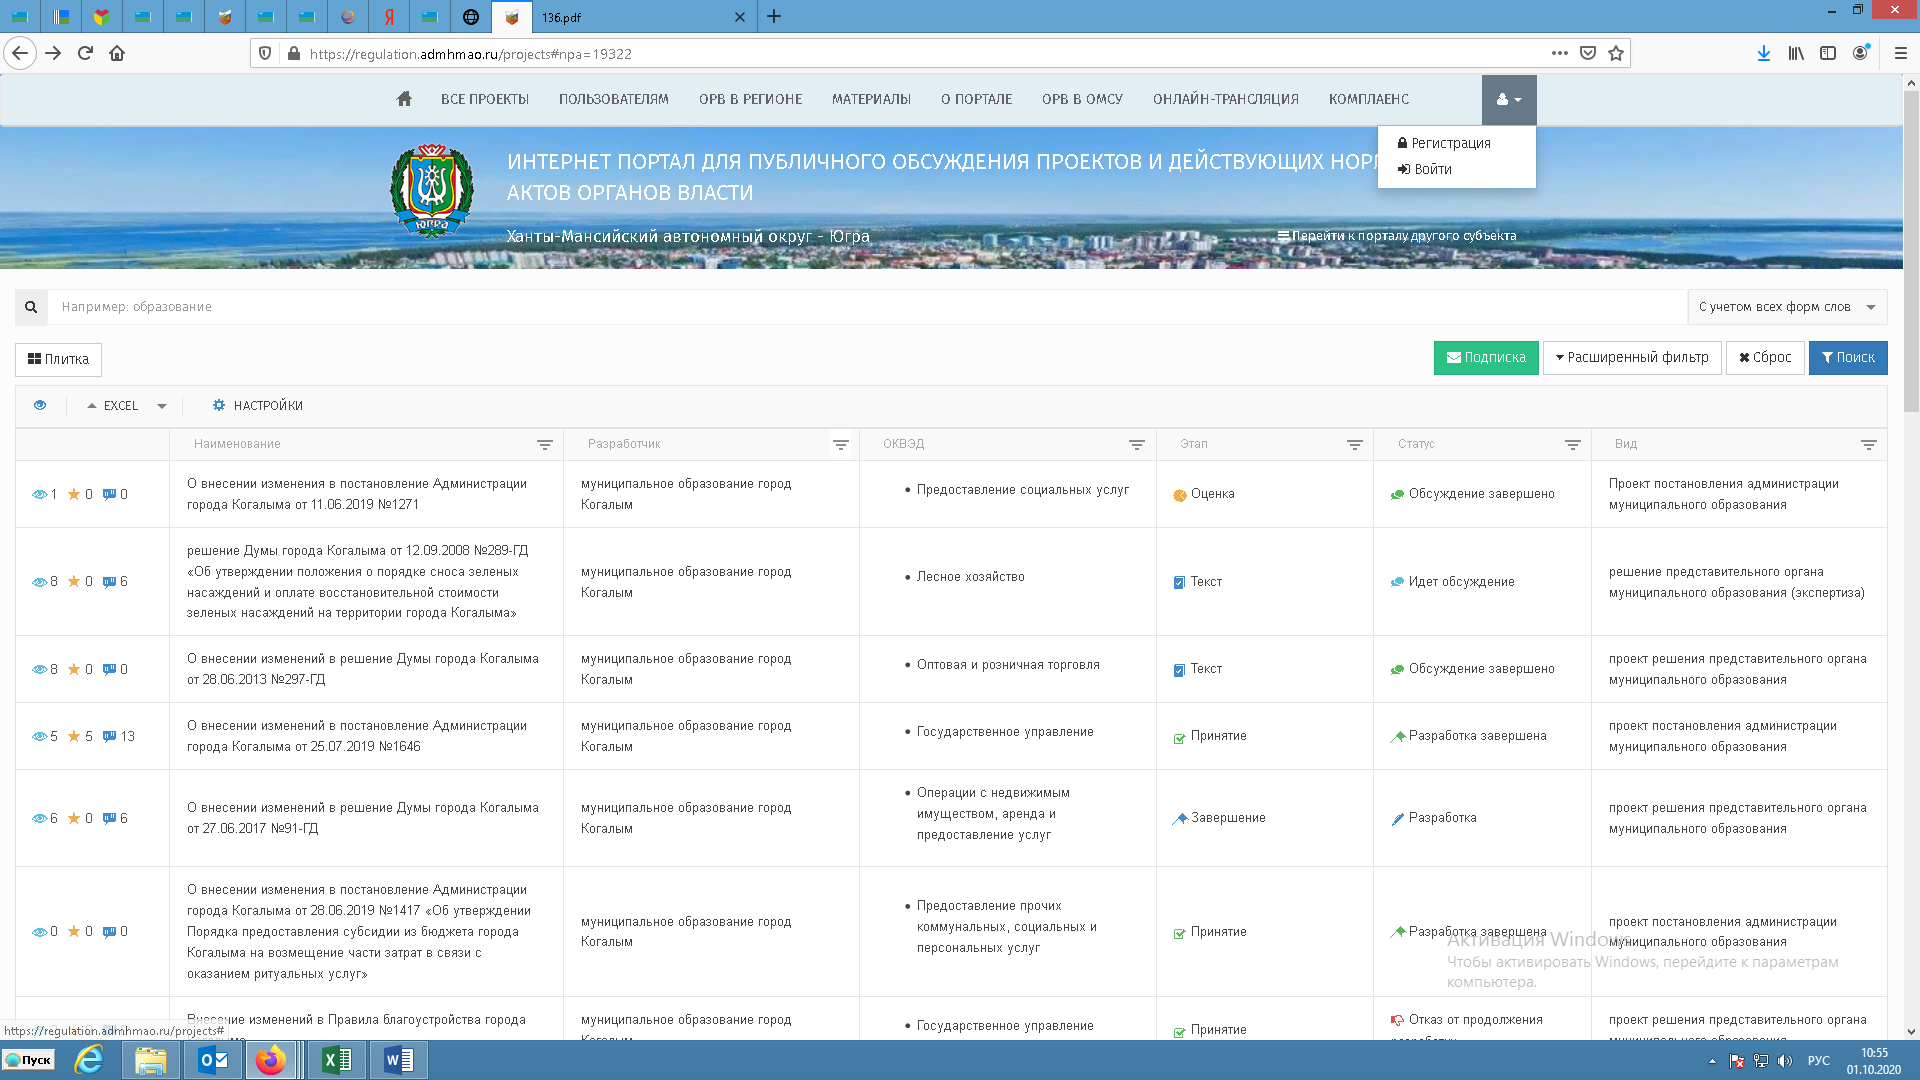 136.pdf
https://regulation.admhmao.ru/projects#npa=19322
ВСЕ ПРОЕКТЫ ПОЛЬЗОВАТЕЛЯМ ОРВ В РЕГИОНЕ МАТЕРИАЛЫ О ПОРТАЛЕ ОРВ В ОМСУ ОНЛАЙН-ТРАНСЛЯЦИЯ КОМПЛАЕНС
Регистрация
Войти
ИНТЕРНЕТ ПОРТАЛ ДЛЯ ПУБЛИЧНОГО ОБСУЖДЕНИЯ ПРОЕКТОВ И ДЕЙСТВУЮЩИХ
АКТОВ ОРГАНОВ ВЛАСТИ
ЮГРА
Ханты-Мансийский автономный округ - Югра
Перейти к порталу другого субъекта
Например: образование
С учетом всех форм слов
Плитка
Подписка Расширенный фильтр Сброс Поиск
EXCEL НАСТРОЙКИ
Наименование Разработчик ОКВЭД Этап Статус Вид
1 0 0
О внесении изменения в постановление Администрации
города Когалыма от 11.06.2019 №1271
муниципальное образование город
Когалым
• Предоставление социальных услуг
Оценка
Обсуждение завершено
Проект постановления администрации
муниципального образования
8 0 6
решение Думы города Когалыма от 12.09.2008 №289-ГД
«Об утверждении положения о порядке сноса зеленых
насаждений и оплате восстановительной стоимости
зеленых насаждений на территории города Когалыма»
муниципальное образование город
Когалым
• Лесное хозяйство
Текст
Идет обсуждение
решение представительного органа
муниципального образования (экспертиза)
8 0 0
О внесении изменений в решение Думы города Когалыма
от 28.06.2013 №297-ГД
муниципальное образование город
Когалым
• Оптовая и розничная торговля
Текст
Обсуждение завершено
проект решения представительного органа
муниципального образования
5 5 13
О внесении изменений в постановление Администрации
города Когалыма от 25.07.2019 №1646
муниципальное образование город
Когалым
• Государственное управление
Принятие
Разработка завершена
проект постановления администрации
муниципального образования
6 0 6
О внесении изменений в решение Думы города Когалыма
от 27.06.2017 №91-ГД
муниципальное образование город
Когалым
• Операции с недвижимым
имуществом, аренда и
предоставление услуг
Завершение
Разработка
проект решения представительного органа
муниципального образования
0 0 0
О внесении изменения в постановление Администрации
города Когалыма от 28.06.2019 №1417 «Об утверждении
Порядка предоставления субсидии из бюджета города
Когалыма на возмещение части затрат в связи с
оказанием ритуальных услуг»
муниципальное образование город
Когалым
• Предоставление прочих
коммунальных, социальных и
персональных услуг
Принятие
Разработка завершена
проект постановления администрации
муниципального образования
Активация Windows
Чтобы активировать Windows, перейдите к параметрам
компьютера.
Внесение изменений в Правила благоустройства города
муниципальное образование город
Когалым
• Государственное управление
Принятие
Отказ от продолжения
проект решения представительного органа
муниципального образования
https://regulation.admhmao.ru/projects#
Пуск
РУС
10:55
01.10.2020